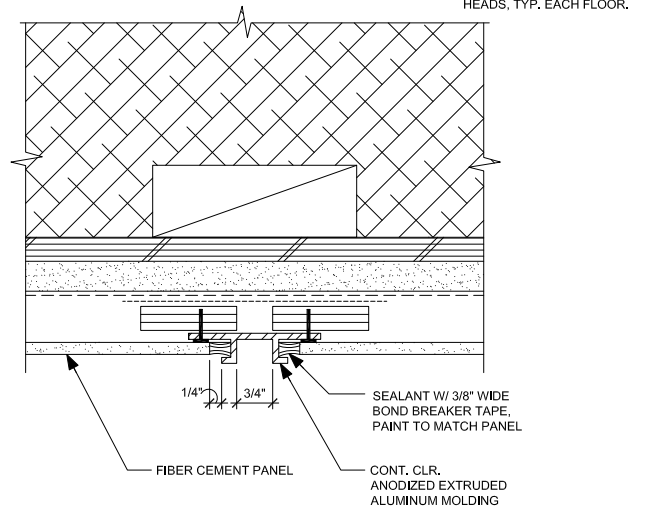 HEADS, TYP. EACH FLOOR.
1/4"
3/4"
SEALANT W/ 3/8" WIDE
BOND BREAKER TAPE,
PAINT TO MATCH PANEL
FIBER CEMENT PANEL
CONT. CLR.
ANODIZED EXTRUDED
ALUMINUM MOLDING